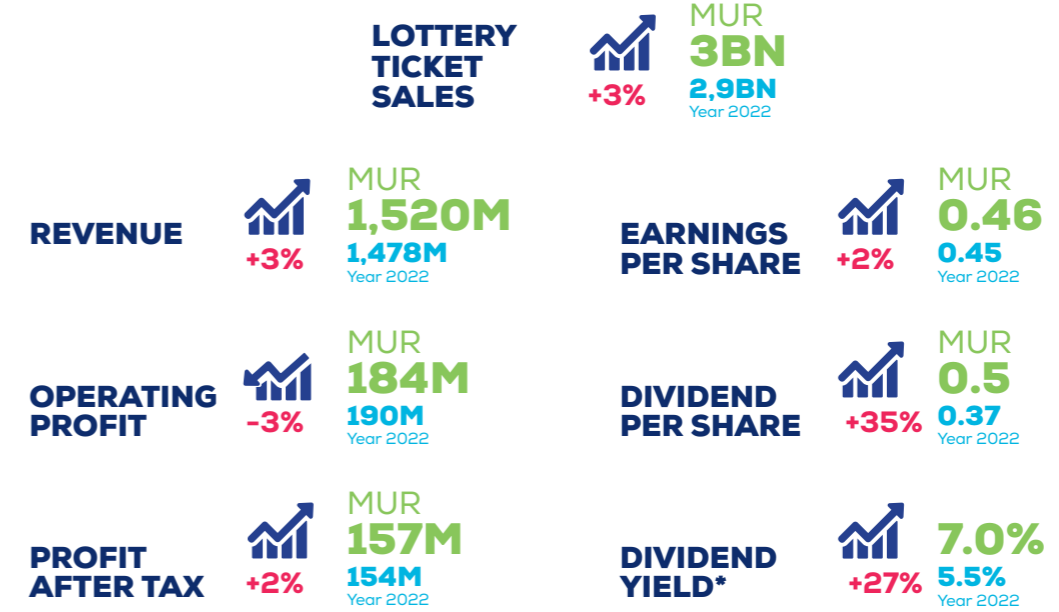 LOTTERY
TICKET
SALES
+3%
MUR
3BN
2,9BN
Year 2022
REVENUE
+3%
MUR
1,520M
1,478M
Year 2022
EARNINGS
PER SHARE
+2%
MUR
0.46
0.45
Year 2022
OPERATING
PROFIT
-3%
MUR
184M
190M
Year 2022
DIVIDEND
PER SHARE
+35%
MUR
0.5
0.37
Year 2022
PROFIT
AFTER TAX
+2%
MUR
157M
154M
Year 2022
DIVIDEND
YIELD*
+27%
7.0%
5.5%
Year 2022